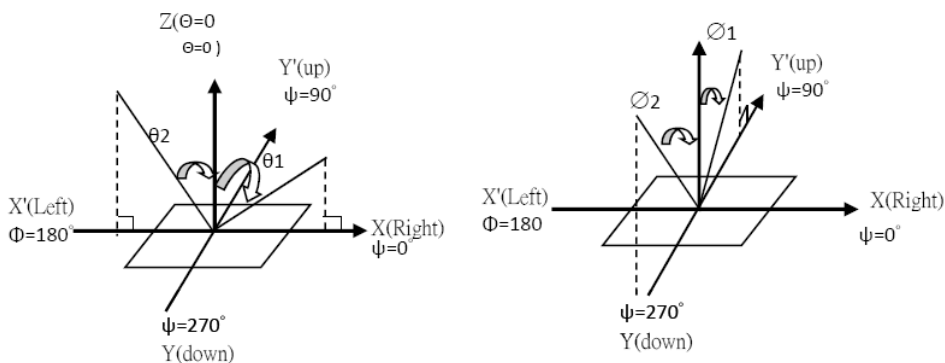 Z(Θ=0
Θ=0 )
Y'(up)
ψ=90°
θ2
θ1
X'(Left)
Φ=180°
X(Right)
ψ=0°
ψ=270°
Y(down)
∅1
Y'(up)
ψ=90°
∅2
X'(Left)
Φ=180
X(Right)
ψ=0°
ψ=270°
Y(down)